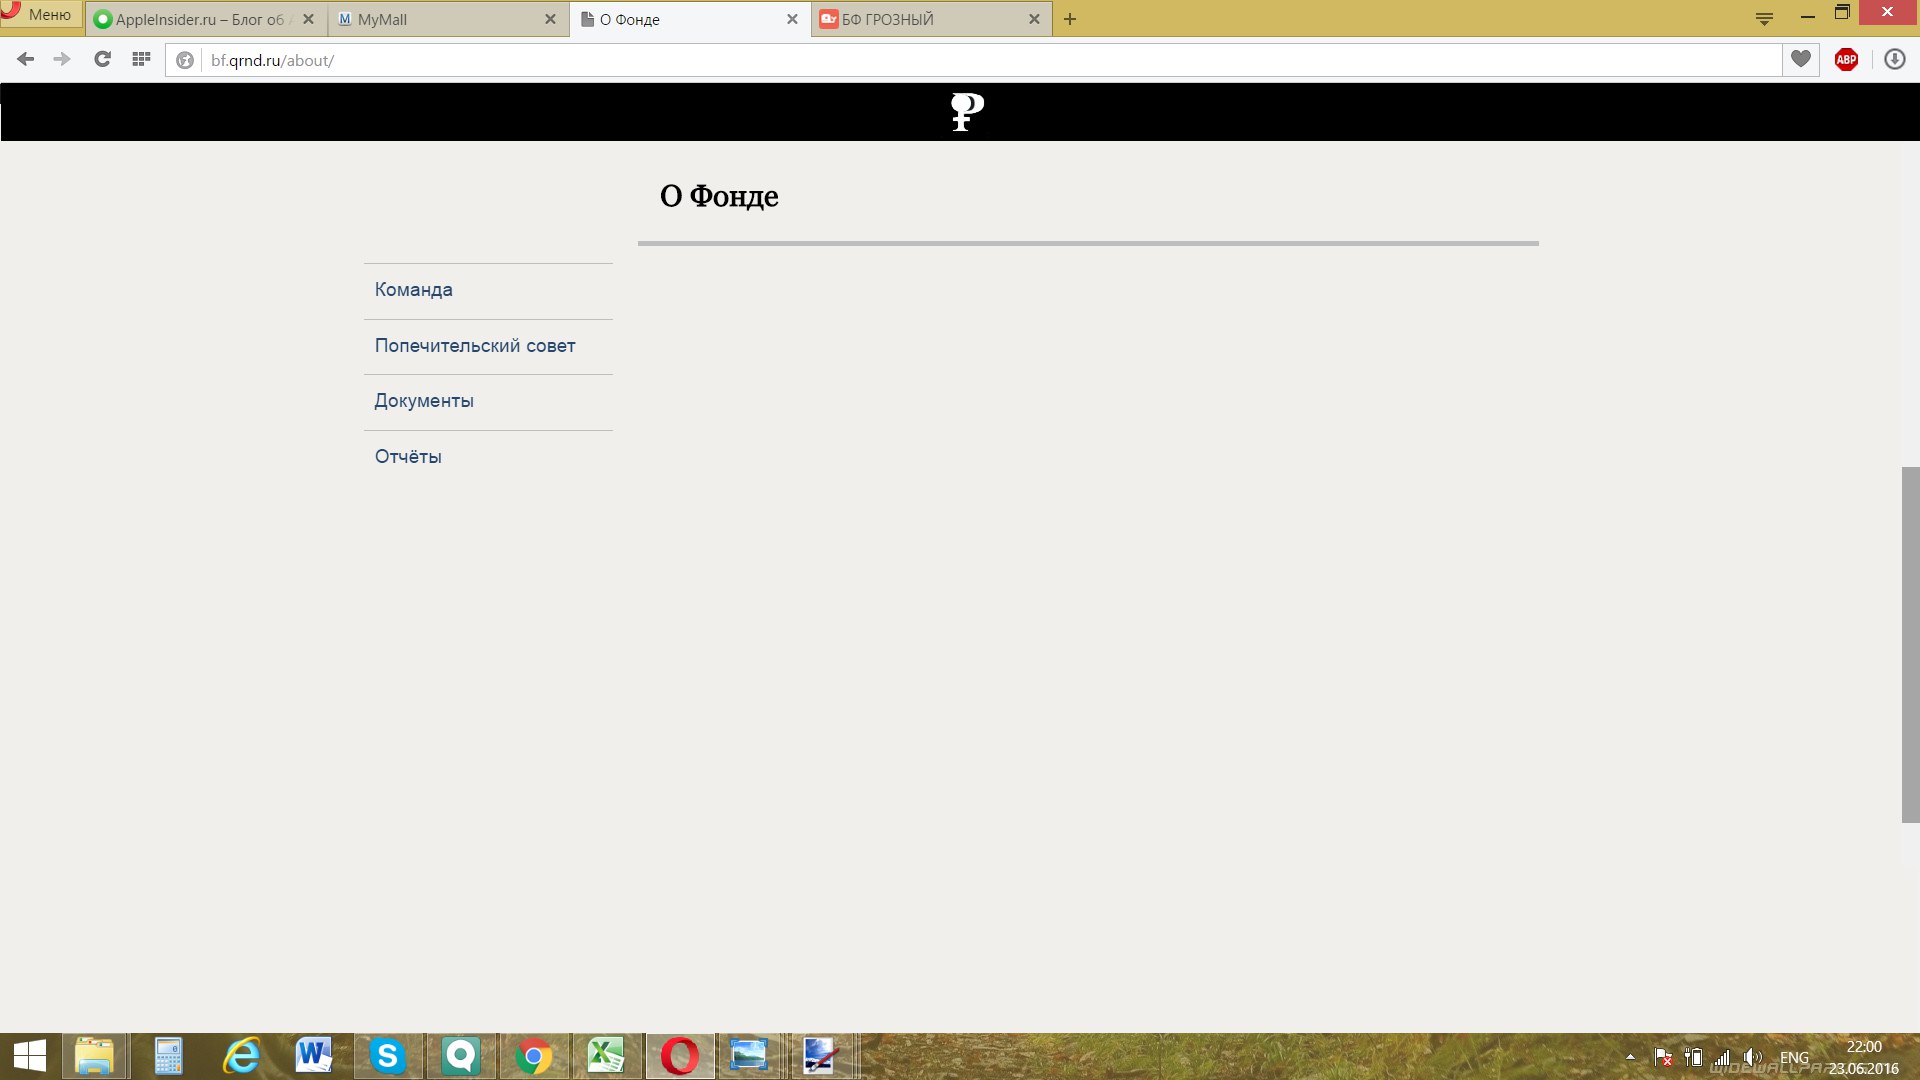 Меню
AppleInsider.ru – Блог об
MyMall
О Фонде
БФ ГРОЗНЫЙ
bf.qrnd.ru/about/
ABP
О Фонде
Команда
Попечительский совет
Документы
Отчёты
ENG
22:00
23.06.2016